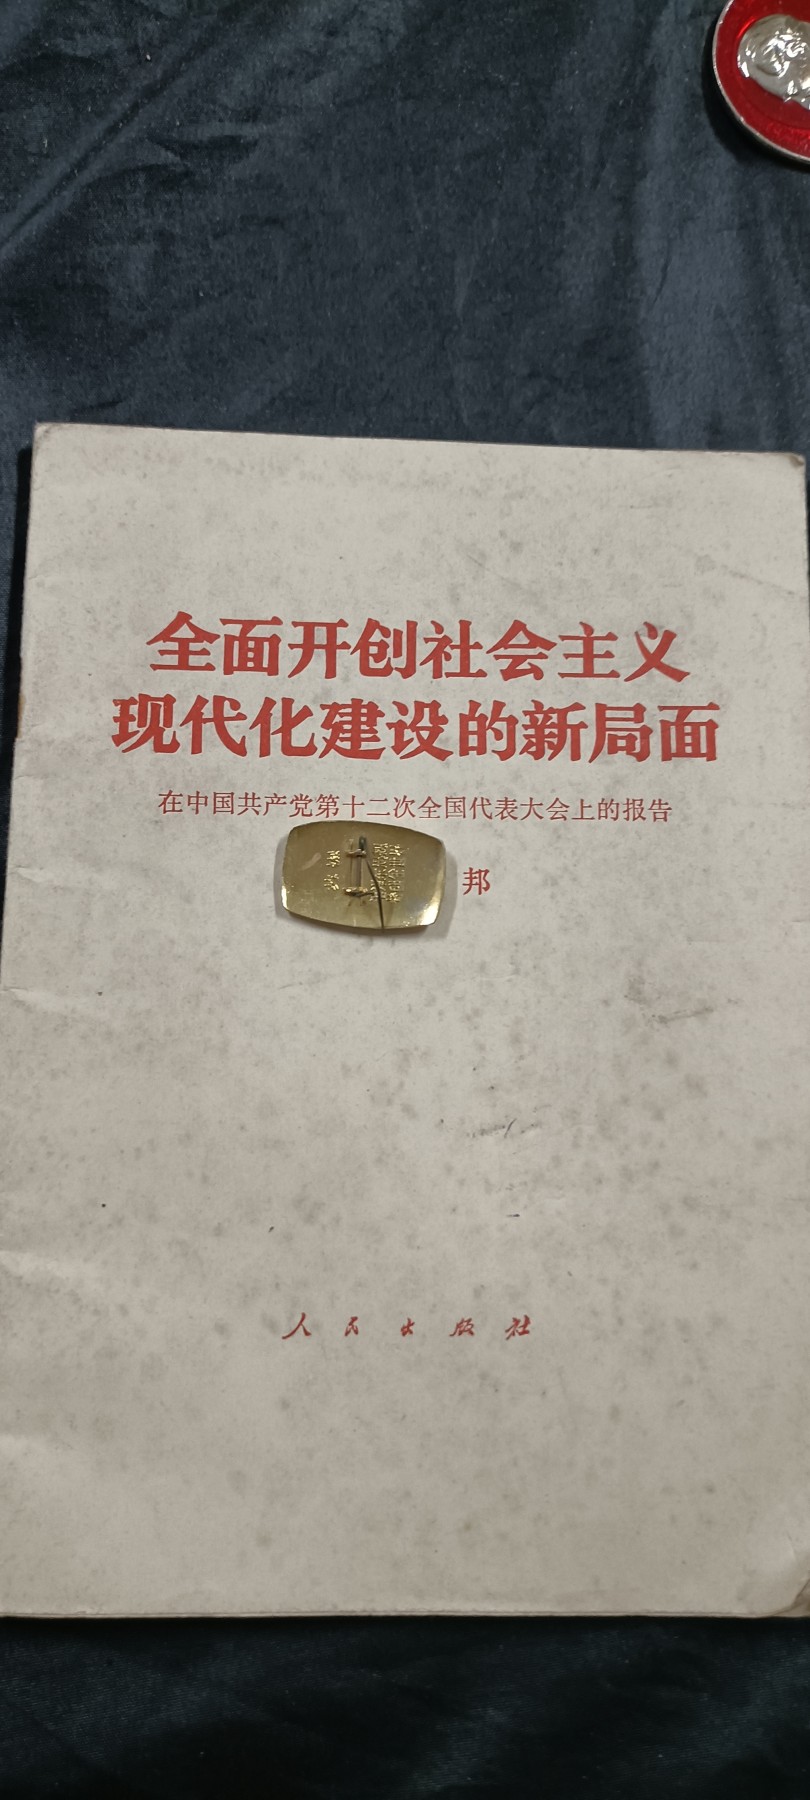 全面开创社会主义
现代化建设的新局面
在中国共产党第十二次全国代表大会上的报告
邦
人民出版社